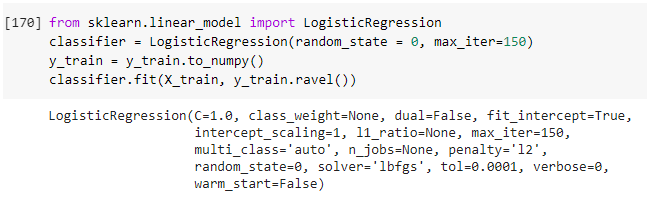 [170] from sklearn.linear_model import LogisticRegression
classifier = LogisticRegression(random_state = 0, max_iter=150)
y_train = y_train.to_numpy()
classifier.fit(X_train, y_train.ravel())
LogisticRegression(C=1.0, class_weight=None, dual=False, fit_intercept=True,
intercept_scaling=1, l1_ratio=None, max_iter=150,
multi_class='auto', n_jobs=None, penalty='l2',
random_state=0, solver='lbfgs', tol=0.0001, verbose=0,
warm_start=False)